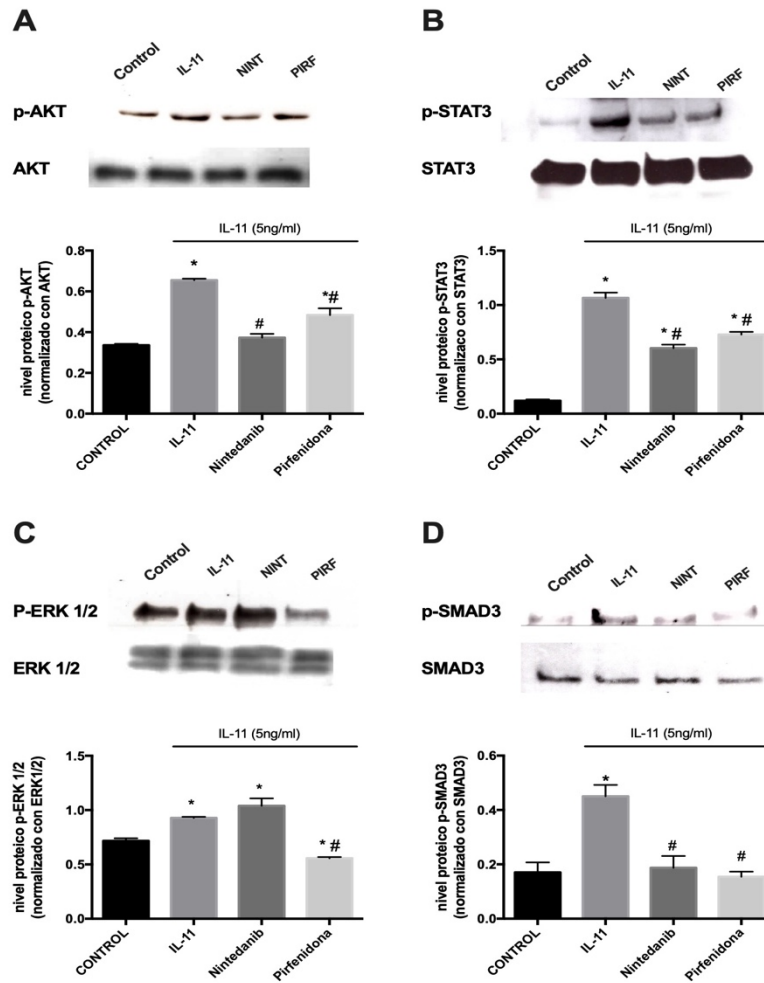 A
Control IL-11 NINT PIRF
p-AKT
AKT
IL-11 (5ng/ml)
nivel proteico p-AKT
(normalizado con AKT)
0.8
0.6
0.4
0.2
0.0
*
#
*#
CONTROL IL-11 Nintedanib Pirfenidona
B
Control IL-11 NINT PIRF
p-STAT3
STAT3
IL-11 (5ng/ml)
nivel proteico p-STAT3
(normalizaco con STAT3)
1.5
1.0
0.5
0.0
*
* #
* #
CONTROL IL-11 Nintedanib Pirfenidona
C
Control IL-11 NINT PIRF
P-ERK 1/2
ERK 1/2
IL-11 (5ng/ml)
nivel proteico p-ERK 1/2
(normalizado con ERK1/2)
1.5
1.0
0.5
0.0
*
*
* #
CONTROL IL-11 Nintedanib Pirfenidona
D
Control IL-11 NINT PIRF
p-SMAD3
SMAD3
IL-11 (5ng/ml)
nivel proteico p-SMAD3
(normalizado con SMAD3)
0.6
0.4
0.2
0.0
*
#
#
CONTROL IL-11 Nintedanib Pirfenidona